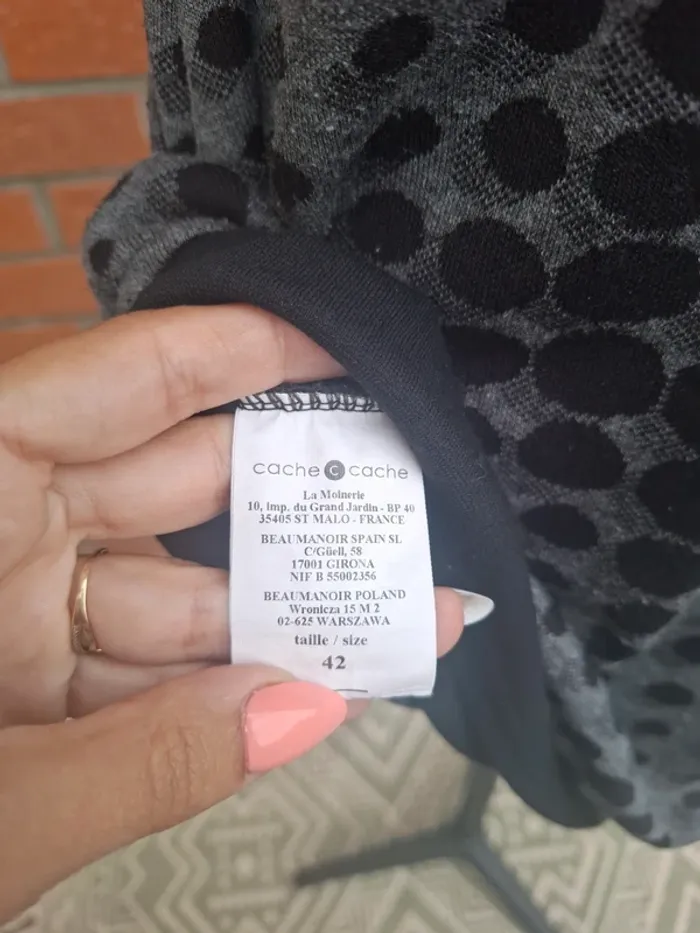 cache c cache
La Moinerie
10, imp. du Grand Jardin - BP 40
35405 ST MALO - FRANCE
BEAUMANOIR SPAIN SL
C/Güell, 58
17001 GIRONA
NIF B 55002356
BEAUMANOIR POLAND
Wronicza 15 M 2
02-625 WARSZAWA
taille / size
42